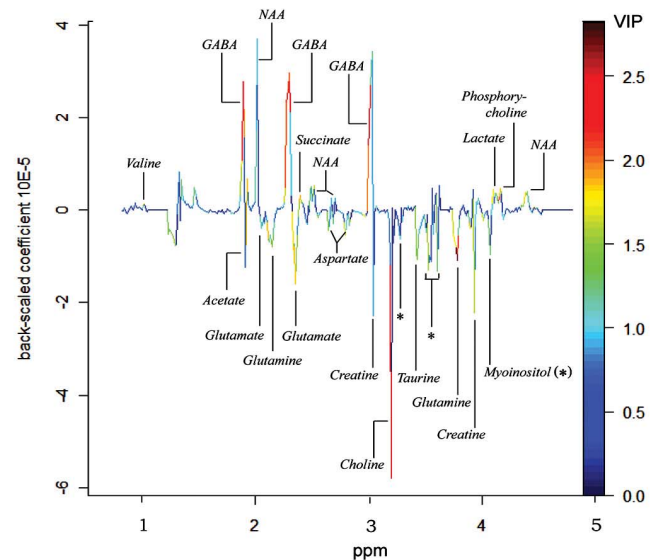 VIP
NAA
GABA
GABA
GABA
Phosphory-
choline
Succinate
Lactate
NAA
NAA
Valine
Aspartate
Acetate
Glutamate
Glutamate
Glutamine
*
*
Creatine
Taurine
Myoinositol (*)
Glutamine
Creatine
Choline
back-scaled coefficient 10E-5
4
2
0
-2
-4
-6
1
2
3
4
5
ppm
2.5
2.0
1.5
1.0
0.5
0.0